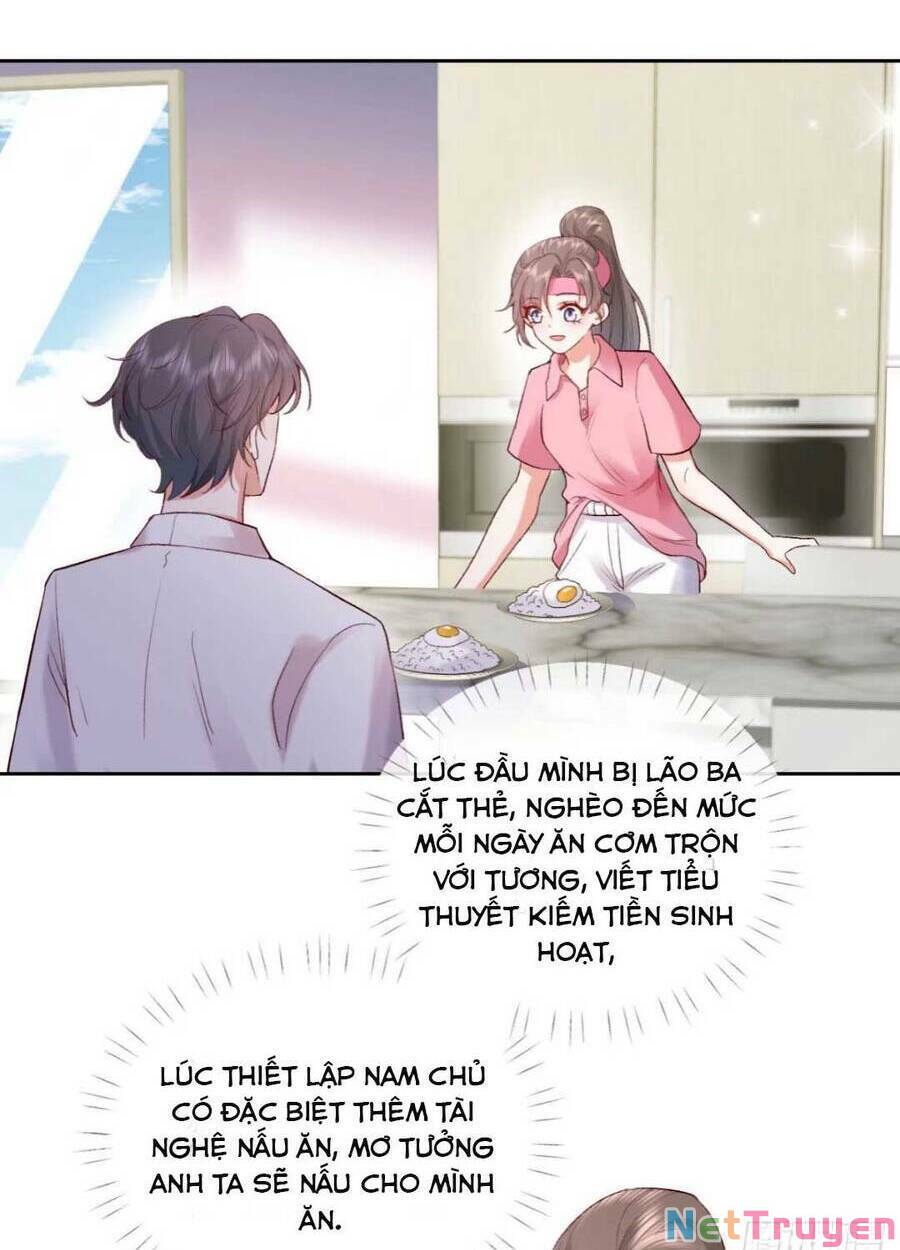 LÚC ĐẦU MÌNH BỊ LÃO BA
CẮT THẺ, NGHÈO ĐẾN MỨC
MỖI NGÀY ĂN CƠM TRỘN
VỚI TƯƠNG, VIẾT TIỂU
THUYẾT KIẾM TIỀN SINH
HOẠT,
LÚC THIẾT LẬP NAM CHỦ
CÓ ĐẶC BIỆT THÊM TÀI
NGHỆ NẤU ĂN, MƠ TƯỞNG
ANH TA SẼ NẤU CHO MÌNH
ĂN.
NetTruyen